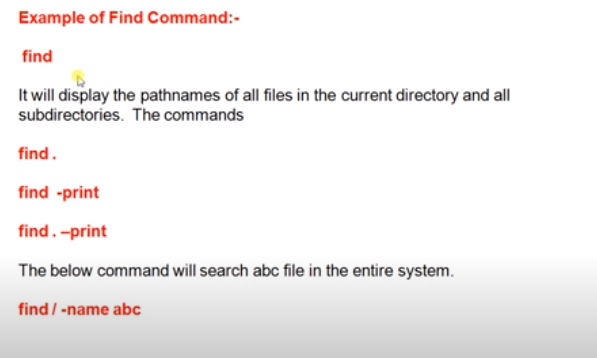 Example of Find Command:-
find
It will display the pathnames of all files in the current directory and all
subdirectories.  The commands
find .
find  -print
find . –print
The below command will search abc file in the entire system.
find / -name abc